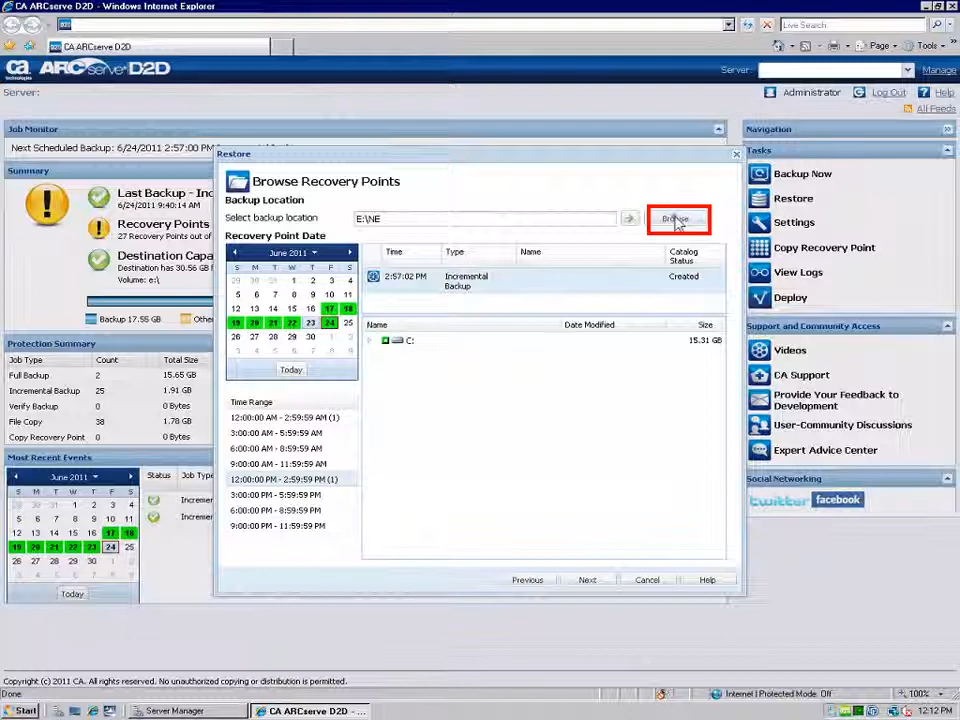 CA ARCserve D2D - Windows Internet Explorer
Live Search
CA ARCserve D2D
Page
Tools
ca
technologies
ARCserve D2D
Server:
Manage
Server:
Administrator
Log Out
Help
All Feeds
Job Monitor
Next Scheduled Backup: 6/24/2011 2:57:00 PM
Summary
Last Backup - Inc
6/24/2011 9:40:14 AM
Recovery Points
27 Recovery Points out of
Destination Capa
Destination has 30.56 GB
Volume: e:\
Backup 17.55 GB
Protection Summary
Job Type Count Total Size
Full Backup 2 15.65 GB
Incremental Backup 25 1.91 GB
Verify Backup 0 0 Bytes
File Copy 38 1.78 GB
Copy Recovery Point 0 0 Bytes
Most Recent Events
June 2011
S M T W T F S
29 30 31 1 2 3 4
5 6 7 8 9 10 11
12 13 14 15 16 17 18
19 20 21 22 23 24 25
26 27 28 29 30 1 2
3 4 5 6 7 8 9
Today
Status Job Type
Increme
Increme
Restore
Browse Recovery Points
Backup Location
Select backup location
E:\NE
Browse
Recovery Point Date
June 2011
S M T W T F S
29 30 31 1 2 3 4
5 6 7 8 9 10 11
12 13 14 15 16 17 18
19 20 21 22 23 24 25
26 27 28 29 30 1 2
3 4 5 6 7 8 9
Today
Time Range
12:00:00 AM - 2:59:59 AM (1)
3:00:00 AM - 5:59:59 AM
6:00:00 AM - 8:59:59 AM
9:00:00 AM - 11:59:59 AM
12:00:00 PM - 2:59:59 PM (1)
3:00:00 PM - 5:59:59 PM
6:00:00 PM - 8:59:59 PM
9:00:00 PM - 11:59:59 PM
Time Type Name Catalog
Status
2:57:02 PM Incremental Created
Backup
Name Date Modified Size
C: 15.31 GB
Previous Next Cancel Help
Navigation
Tasks
Backup Now
Restore
Settings
Copy Recovery Point
View Logs
Deploy
Support and Community Access
Videos
CA Support
Provide Your Feedback to
Development
User-Community Discussions
Expert Advice Center
Social Networking
twitter
facebook
Copyright (c) 2011 CA. All rights reserved. No unauthorized copying or distribution is permitted.
Done
Internet | Protected Mode: Off
100%
Start
Server Manager
CA ARCserve D2D - ...
12:12 PM